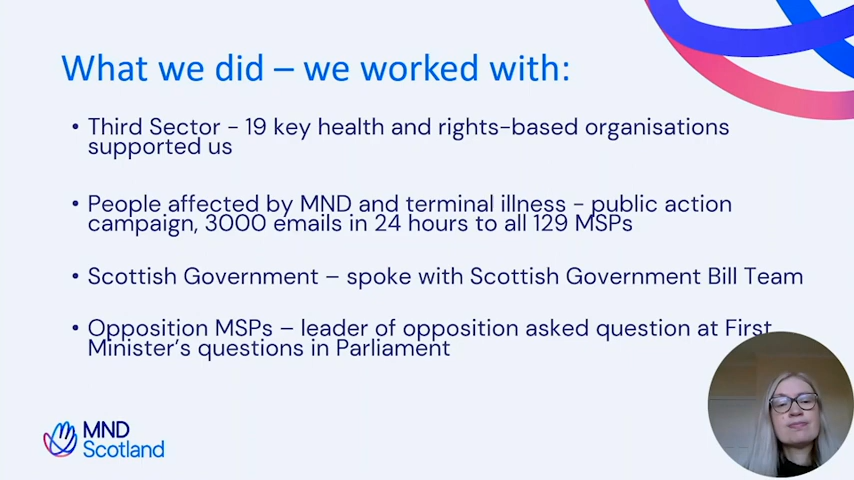 What we did – we worked with:
• Third Sector - 19 key health and rights-based organisations
supported us
• People affected by MND and terminal illness - public action
campaign, 3000 emails in 24 hours to all 129 MSPs
• Scottish Government – spoke with Scottish Government Bill Team
• Opposition MSPs – leader of opposition asked question at First
Minister's questions in Parliament
MND
Scotland